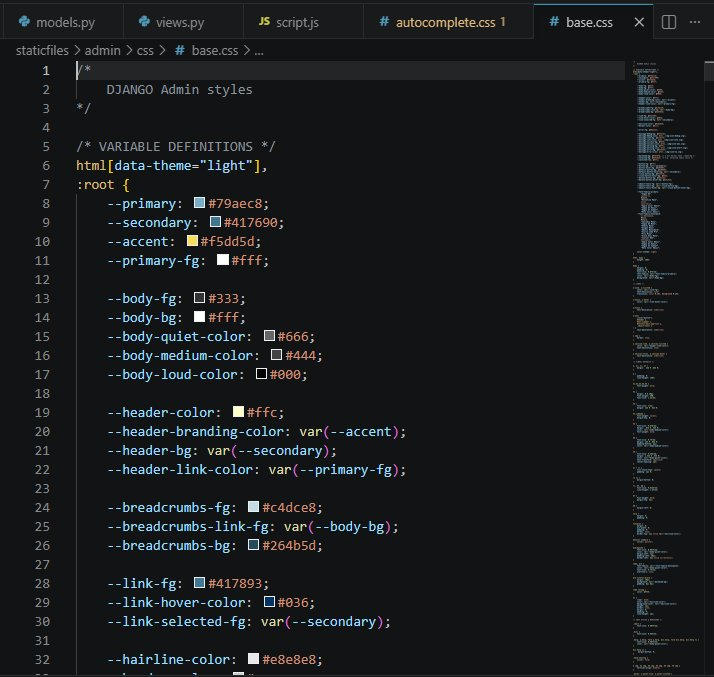 models.py
views.py
JS script.js
# autocomplete.css 1
# base.css
staticfiles > admin > css > # base.css > ...
1 /*
2 DJANGO Admin styles
3 */
4
5 /* VARIABLE DEFINITIONS */
6 html[data-theme="light"],
7 :root {
8 --primary: #79aec8;
9 --secondary: #417690;
10 --accent: #f5dd5d;
11 --primary-fg: #fff;
12
13 --body-fg: #333;
14 --body-bg: #fff;
15 --body-quiet-color: #666;
16 --body-medium-color: #444;
17 --body-loud-color: #000;
18
19 --header-color: #ffc;
20 --header-branding-color: var(--accent);
21 --header-bg: var(--secondary);
22 --header-link-color: var(--primary-fg);
23
24 --breadcrumbs-fg: #c4dce8;
25 --breadcrumbs-link-fg: var(--body-bg);
26 --breadcrumbs-bg: #264b5d;
27
28 --link-fg: #417893;
29 --link-hover-color: #036;
30 --link-selected-fg: var(--secondary);
31
32 --hairline-color: #e8e8e8;